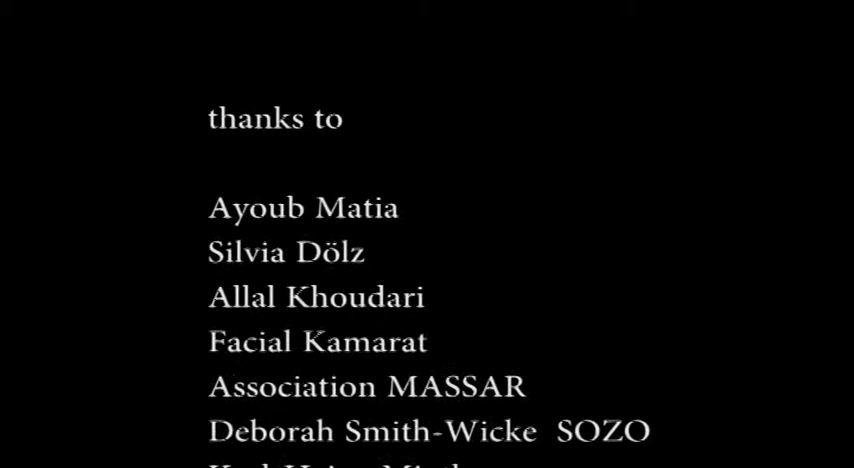 thanks to
Ayoub Matia
Silvia Dölz
Allal Khoudari
Facial Kamarat
Association MASSAR
Deborah Smith-Wicke SOZO